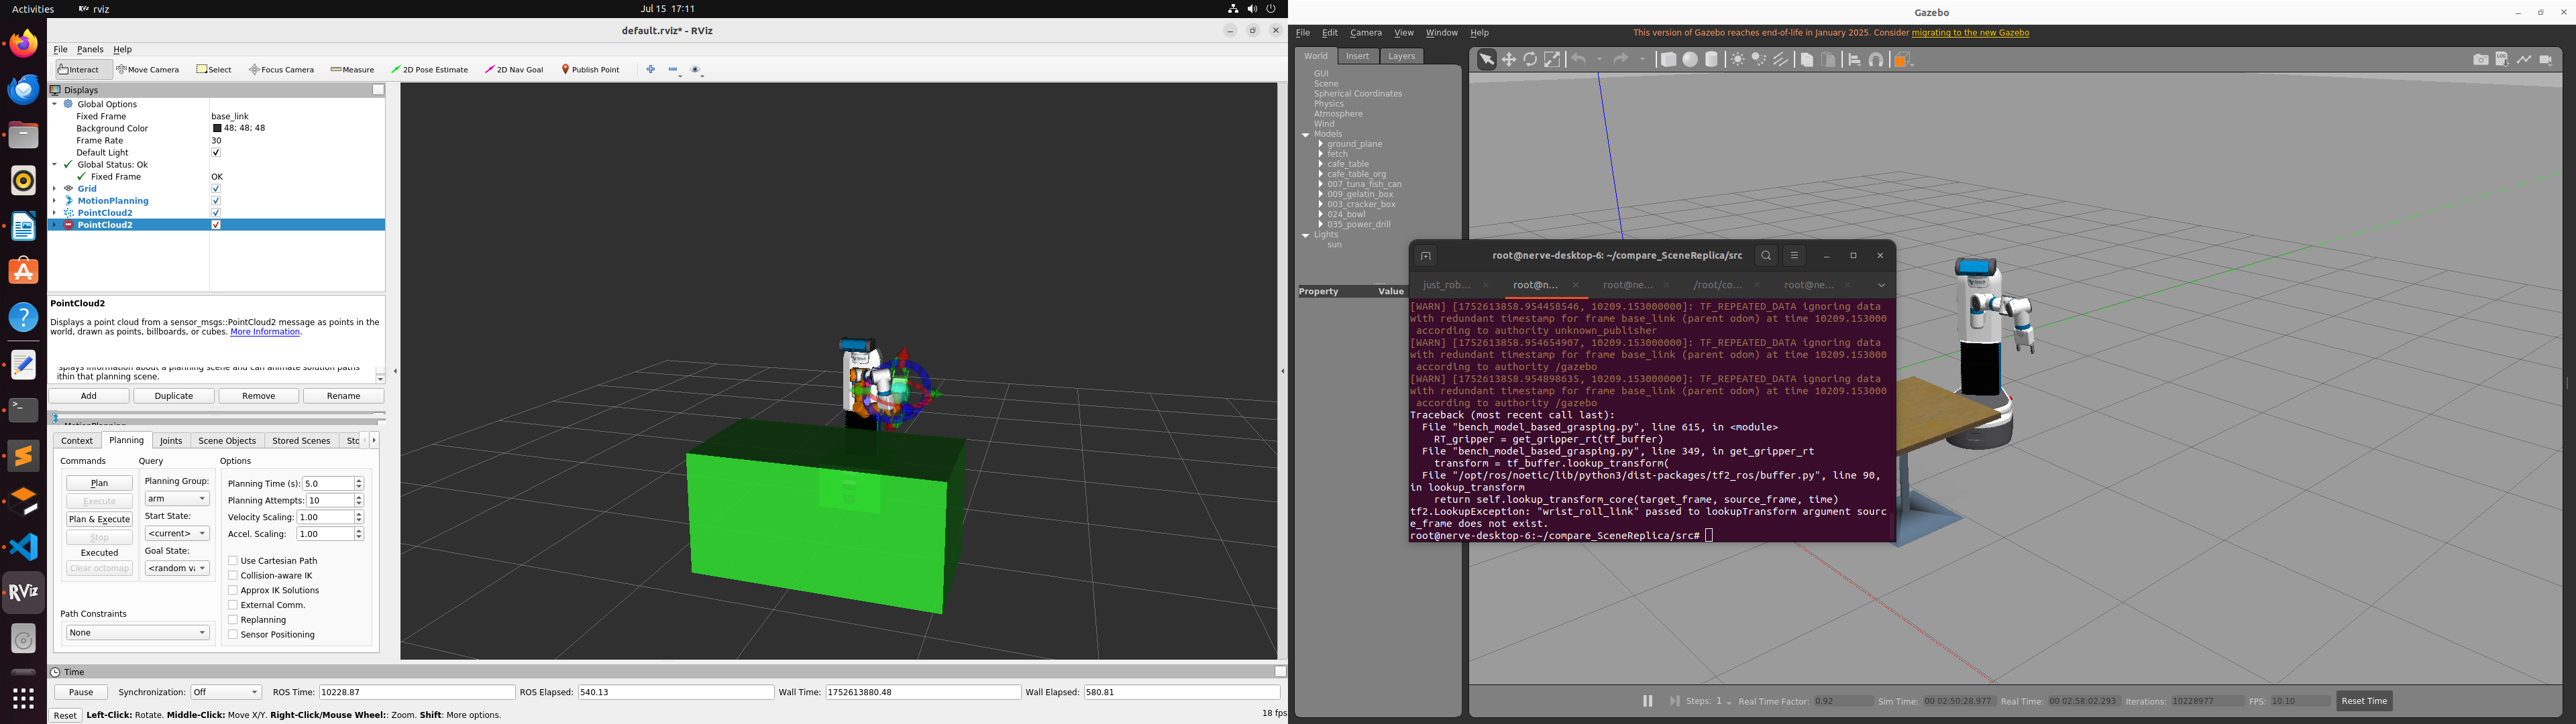 Activities
rviz
Jul 15 17:11
default.rviz* - RViz
File Panels Help
Interact Move Camera Select Focus Camera Measure 2D Pose Estimate 2D Nav Goal Publish Point
Displays
Global Options
Fixed Frame base_link
Background Color 48; 48; 48
Frame Rate 30
Default Light
Global Status: Ok
Fixed Frame OK
Grid
MotionPlanning
PointCloud2
PointCloud2
PointCloud2
Displays a point cloud from a sensor_msgs::PointCloud2 message as points in the
world, drawn as points, billboards, or cubes. More Information.
ithin that planning scene.
Add Duplicate Remove Rename
Context Planning Joints Scene Objects Stored Scenes Sto
Commands Query Options
Plan
Planning Group:
Planning Time (s): 5.0
Execute
arm
Planning Attempts: 10
Plan & Execute
Start State:
Velocity Scaling: 1.00
Stop
<current>
Accel. Scaling: 1.00
Executed
Goal State:
Clear octomap
<random va
Use Cartesian Path
Collision-aware IK
Approx IK Solutions
External Comm.
Replanning
Sensor Positioning
Path Constraints
None
Time
Pause Synchronization: Off ROS Time: 10228.87 ROS Elapsed: 540.13 Wall Time: 1752613880.48 Wall Elapsed: 580.81
Reset Left-Click: Rotate. Middle-Click: Move X/Y. Right-Click/Mouse Wheel:: Zoom. Shift: More options. 18 fps
Gazebo
File Edit Camera View Window Help
This version of Gazebo reaches end-of-life in January 2025. Consider migrating to the new Gazebo
World Insert Layers
GUI
Scene
Spherical Coordinates
Physics
Atmosphere
Wind
Models
ground_plane
fetch
cafe_table
cafe_table_org
007_tuna_fish_can
009_gelatin_box
003_cracker_box
024_bowl
035_power_drill
Lights
sun
Property Value
root@nerve-desktop-6: ~/compare_SceneReplica/src
just_rob... root@n... root@ne... /root/co... root@ne...
[WARN] [1752613858.954458546, 10209.153000000]: TF_REPEATED_DATA ignoring data
with redundant timestamp for frame base_link (parent odom) at time 10209.153000
according to authority unknown_publisher
[WARN] [1752613858.954654907, 10209.153000000]: TF_REPEATED_DATA ignoring data
with redundant timestamp for frame base_link (parent odom) at time 10209.153000
according to authority /gazebo
[WARN] [1752613858.954898635, 10209.153000000]: TF_REPEATED_DATA ignoring data
with redundant timestamp for frame base_link (parent odom) at time 10209.153000
according to authority /gazebo
Traceback (most recent call last):
File "bench_model_based_grasping.py", line 615, in <module>
RT_gripper = get_gripper_rt(tf_buffer)
File "bench_model_based_grasping.py", line 349, in get_gripper_rt
transform = tf_buffer.lookup_transform(
File "/opt/ros/noetic/lib/python3/dist-packages/tf2_ros/buffer.py", line 90,
in lookup_transform
return self.lookup_transform_core(target_frame, source_frame, time)
tf2.LookupException: "wrist_roll_link" passed to lookupTransform argument sourc
e_frame does not exist.
root@nerve-desktop-6:~/compare_SceneReplica/src#
Steps: 1 Real Time Factor: 0.92 Sim Time: 00 02:50:28.977 Real Time: 00 02:58:02.293 Iterations: 10228977 FPS: 10.10 Reset Time